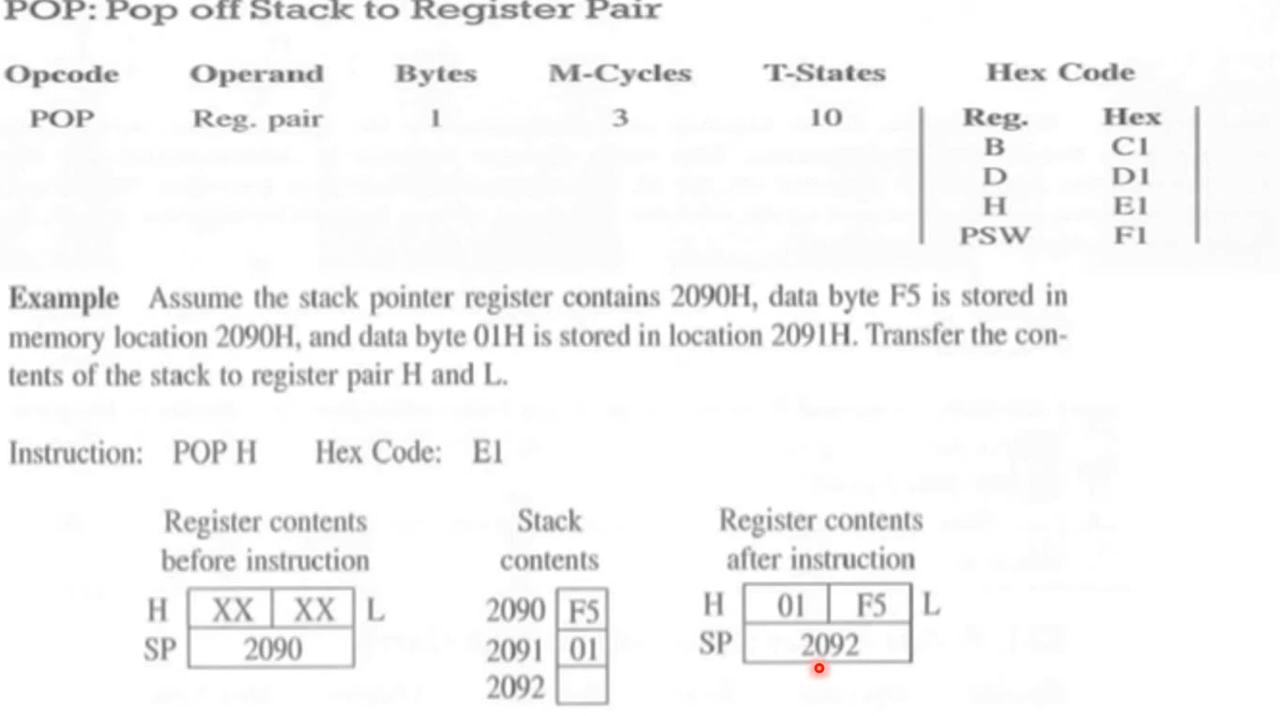 POP: Pop off Stack to Register Pair
Opcode Operand Bytes M-Cycles T-States Hex Code
POP Reg. pair 1 3 10 Reg. Hex
B C1
D D1
H E1
PSW F1
Example Assume the stack pointer register contains 2090H, data byte F5 is stored in
memory location 2090H, and data byte 01H is stored in location 2091H. Transfer the con-
tents of the stack to register pair H and L.
Instruction: POP H Hex Code: E1
Register contents Stack Register contents
before instruction contents after instruction
H XX XX L 2090 F5 H 01 F5 L
SP 2090 2091 01 SP 2092
2092